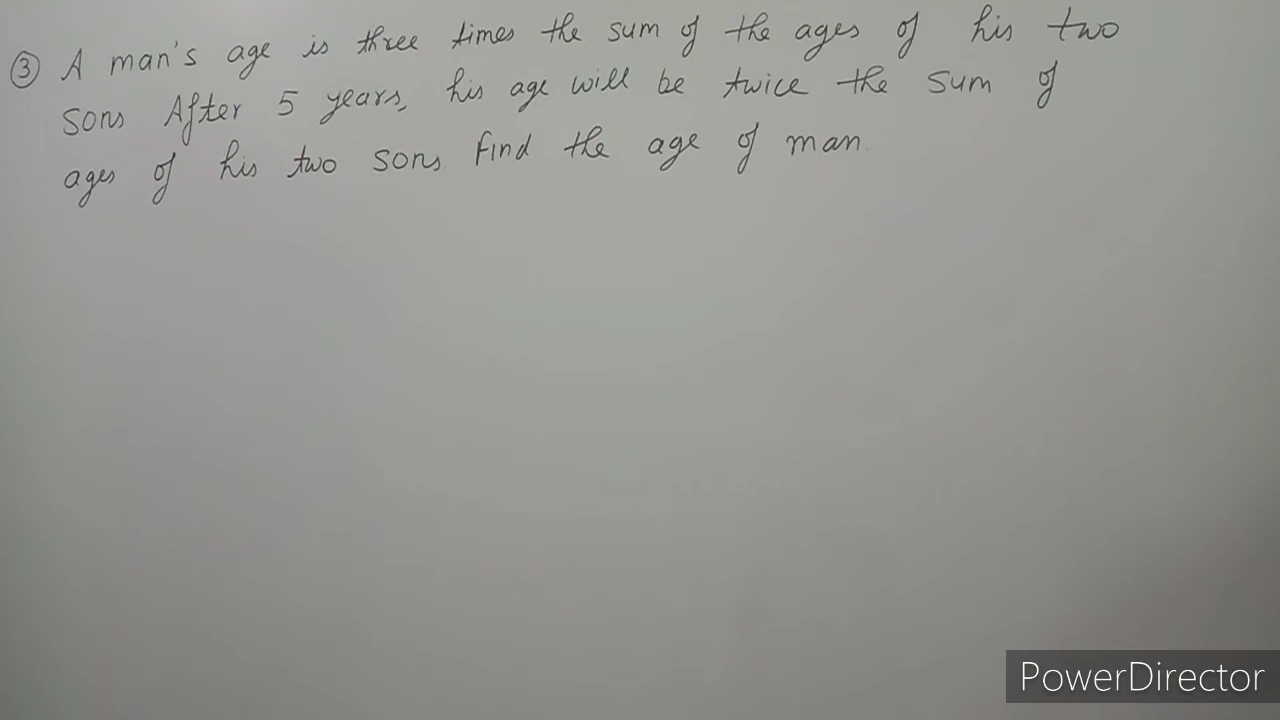 ③ A man's age is three times the sum of the ages of his two
sons After 5 years, his age will be twice the sum of
ages of his two sons Find the age of man.
PowerDirector